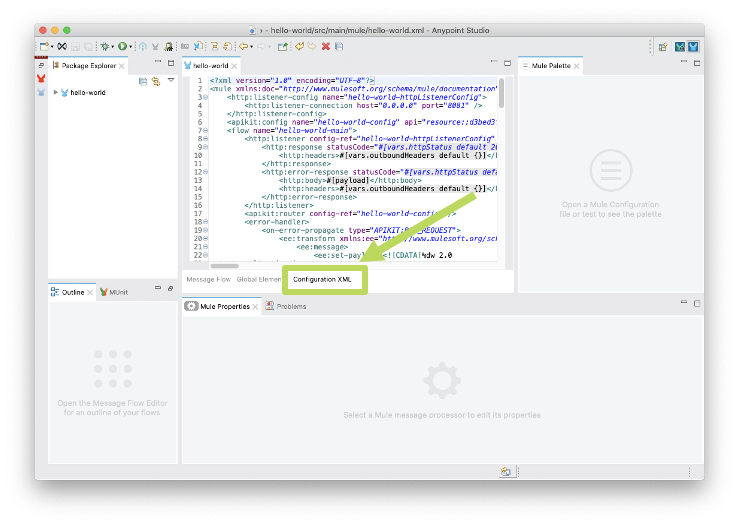 hello-world/src/main/mule/hello-world.xml - Anypoint Studio
Package Explorer
hello-world
hello-world
1 <?xml version="1.0" encoding="UTF-8"?>
2 <mule xmlns:doc="http://www.mulesoft.org/schema/mule/documentation"
3 <http:listener-config name="hello-world-httpListenerConfig">
4 <http:listener-connection host="0.0.0.0" port="8081" />
5 </http:listener-config>
6 <apikit:config name="hello-world-config" api="resource::d3bed3
7 <flow name="hello-world-main">
8 <http:listener config-ref="hello-world-httpListenerConfig"
9 <http:response statusCode="#[vars.httpStatus default 20
10 <http:headers>#[vars.outboundHeaders default {}]</
11 </http:response>
12 <http:error-response statusCode="#[vars.httpStatus defa
13 <http:body>#[payload]</http:body>
14 <http:headers>#[vars.outboundHeaders default {}]</
15 </http:error-response>
16 </http:listener>
17 <apikit:router config-ref="hello-world-config" />
18 <error-handler>
19 <on-error-propagate type="APIKIT: REQUEST">
20 <ee:transform xmlns:ee="http://www.mulesoft.org/sch
21 <ee:message>
22 <ee:set-payl <![CDATA[%dw 2.0
Message Flow
Global Elemen
Configuration XML
Mule Palette
Open a Mule Configuration
file or test to see the palette
Outline
MUnit
Open the Message Flow Editor
for an outline of your flows
Mule Properties
Problems
Select a Mule message processor to edit its properties